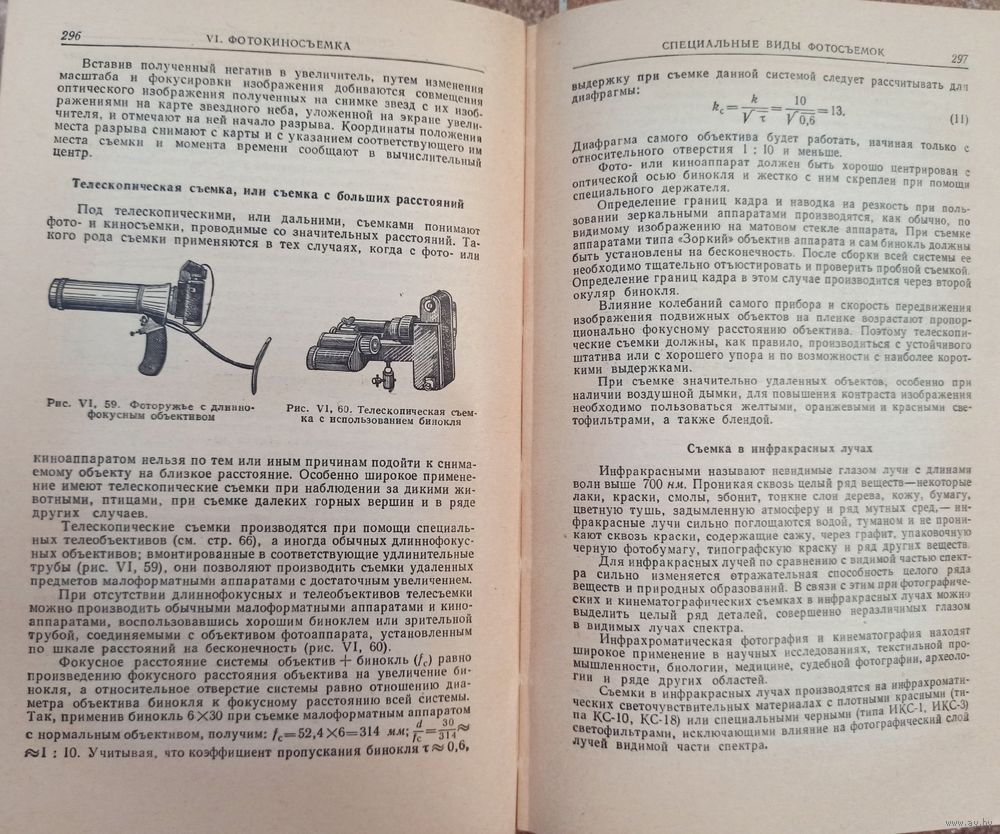 296
VI. ФОТОКИНОСЪЕМКА
Вставив полученный негатив в увеличитель, путем изменения
масштаба и фокусировки изображения добиваются совмещения
оптического изображения полученных на снимке звезд с их изоб-
ражениями на карте звездного неба, уложенной на экране увели-
чителя, и отмечают на ней начало разрыва. Координаты положения
места разрыва снимают с карты и с указанием соответствующего им
места съемки и момента времени сообщают в вычислительный
центр.
Телескопическая съемка, или съемка с больших расстояний
Под телескопическими, или дальними, съемками понимают
фото- и киносъемки, проводимые со значительных расстояний. Та-
кого рода съемки применяются в тех случаях, когда с фото- или
Рис. VI, 59. Фоторужье с длинно-
фокусным объективом
Рис. VI, 60. Телескопическая съем-
ка с использованием бинокля
киноаппаратом нельзя по тем или иным причинам подойти к снима-
емому объекту на близкое расстояние. Особенно широкое примене-
ние имеют телескопические съемки при наблюдении за дикими жи-
вотными, птицами, при съемке далеких горных вершин и в ряде
других случаев.
Телескопические съемки производятся при помощи специаль-
ных телеобъективов (см. стр. 66), а иногда обычных длиннофокус-
ных объективов; вмонтированные в соответствующие удлинительные
трубы (рис. VI, 59), они позволяют производить съемки удаленных
предметов малоформатными аппаратами с достаточным увеличением.
При отсутствии длиннофокусных и телеобъективов телесъемки
можно производить обычными малоформатными аппаратами и кино-
аппаратами, воспользовавшись хорошим биноклем или зрительной
трубой, соединяемыми с объективом фотоаппарата, установленным
по шкале расстояний на бесконечность (рис. VI, 60).
Фокусное расстояние системы объектив + бинокль (fc) равно
произведению фокусного расстояния объектива на увеличение би-
нокля, а относительное отверстие системы равно отношению диа-
метра объектива бинокля к фокусному расстоянию всей системы.
Так, применив бинокль 6×30 при съемке малоформатным аппаратом
с нормальным объективом, получим: fc=52,4×6=314 мм; d/fc=30/314≈
≈1 : 10. Учитывая, что коэффициент пропускания бинокля τ≈0,6,
СПЕЦИАЛЬНЫЕ ВИДЫ ФОТОСЪЕМОК
297
выдержку при съемке данной системой следует рассчитывать для
диафрагмы:
kc=k/√τ=10/√0,6=13. (11)
Диафрагма самого объектива будет работать, начиная только с
относительного отверстия 1 : 10 и меньше.
Фото- или киноаппарат должен быть хорошо центрирован с
оптической осью бинокля и жестко с ним скреплен при помощи
специального держателя.
Определение границ кадра и наводка на резкость при поль-
зовании зеркальными аппаратами производятся, как обычно, по
видимому изображению на матовом стекле аппарата. При съемке
аппаратами типа «Зоркий» объектив аппарата и сам бинокль должны
быть установлены на бесконечность. После сборки всей системы ее
необходимо тщательно отъюстировать и проверить пробной съемкой.
Определение границ кадра в этом случае производится через второй
окуляр бинокля.
Влияние колебаний самого прибора и скорость передвижения
изображения подвижных объектов на пленке возрастают пропор-
ционально фокусному расстоянию объектива. Поэтому телескопи-
ческие съемки должны, как правило, производиться с устойчивого
штатива или с хорошего упора и по возможности с наиболее корот-
кими выдержками.
При съемке значительно удаленных объектов, особенно при
наличии воздушной дымки, для повышения контраста изображения
необходимо пользоваться желтыми, оранжевыми и красными све-
тофильтрами, а также блендой.
Съемка в инфракрасных лучах
Инфракрасными называют невидимые глазом лучи с длинами
волн выше 700 нм. Проникая сквозь целый ряд веществ—некоторые
лаки, краски, смолы, эбонит, тонкие слои дерева, кожу, бумагу,
цветную тушь, задымленную атмосферу и ряд мутных сред,— ин-
фракрасные лучи сильно поглощаются водой, туманом и не прони-
кают сквозь краски, содержащие сажу, через графит, упаковочную
черную фотобумагу, типографскую краску и ряд других веществ.
Для инфракрасных лучей по сравнению с видимой частью спект-
ра сильно изменяется отражательная способность целого ряда
веществ и природных образований. В связи с этим при фотографиче-
ских и кинематографических съемках в инфракрасных лучах можно
выделить целый ряд деталей, совершенно неразличимых глазом
в видимых лучах спектра.
Инфрахроматическая фотография и кинематография находят
широкое применение в научных исследованиях, текстильной про-
мышленности, биологии, медицине, судебной фотографии, археоло-
гии и ряде других областей.
Съемки в инфракрасных лучах производятся на инфрахромати-
ческих светочувствительных материалах с плотными красными (ти-
па КС-10, КС-18) или специальными черными (типа ИКС-1, ИКС-3)
светофильтрами, исключающими влияние на фотографический слой
лучей видимой части спектра.
www.ay.by